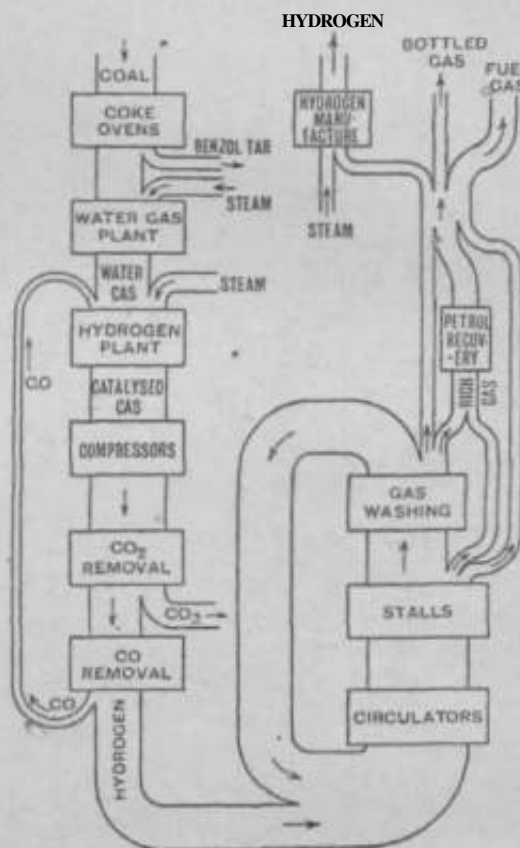 HYDROGEN
BOTTLED
GAS
FUEL
GAS
COAL
COKE
OVENS
HYDROGEN
MANU-
FACTURE
BENZOL TAR
STEAM
WATER GAS
PLANT
STEAM
WATER
GAS
STEAM
HYDROGEN
PLANT
PETROL
RECOV-
-ERY
CO
RICH
GAS
CATALYSED
GAS
COMPRESSORS
GAS
WASHING
CO₂
REMOVAL
CO₂
STALLS
CO
REMOVAL
CO
HYDROGEN
CIRCULATORS